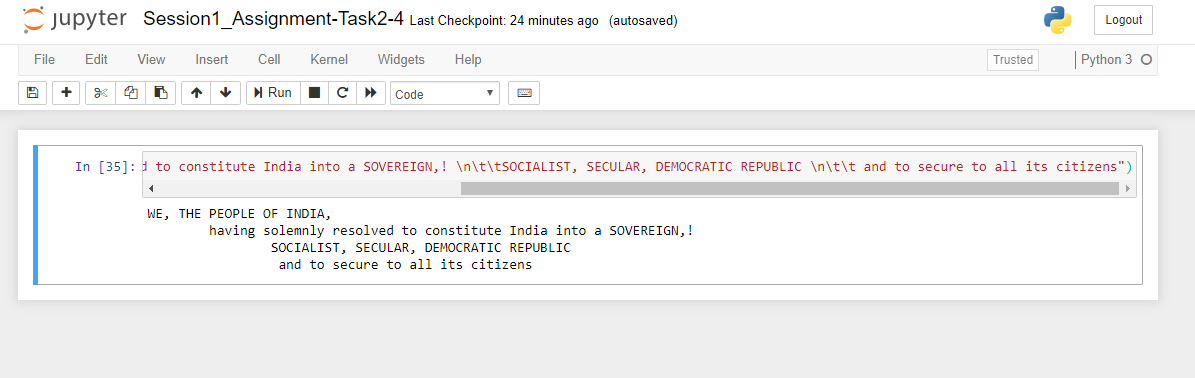 jupyter Session1_Assignment-Task2-4 Last Checkpoint: 24 minutes ago (autosaved)
Logout
File Edit View Insert Cell Kernel Widgets Help
Trusted
Python 3
Run
Code
In [35]: d to constitute India into a SOVEREIGN,! \n\t\tSOCIALIST, SECULAR, DEMOCRATIC REPUBLIC \n\t\t and to secure to all its citizens")
WE, THE PEOPLE OF INDIA,
having solemnly resolved to constitute India into a SOVEREIGN,!
SOCIALIST, SECULAR, DEMOCRATIC REPUBLIC
and to secure to all its citizens